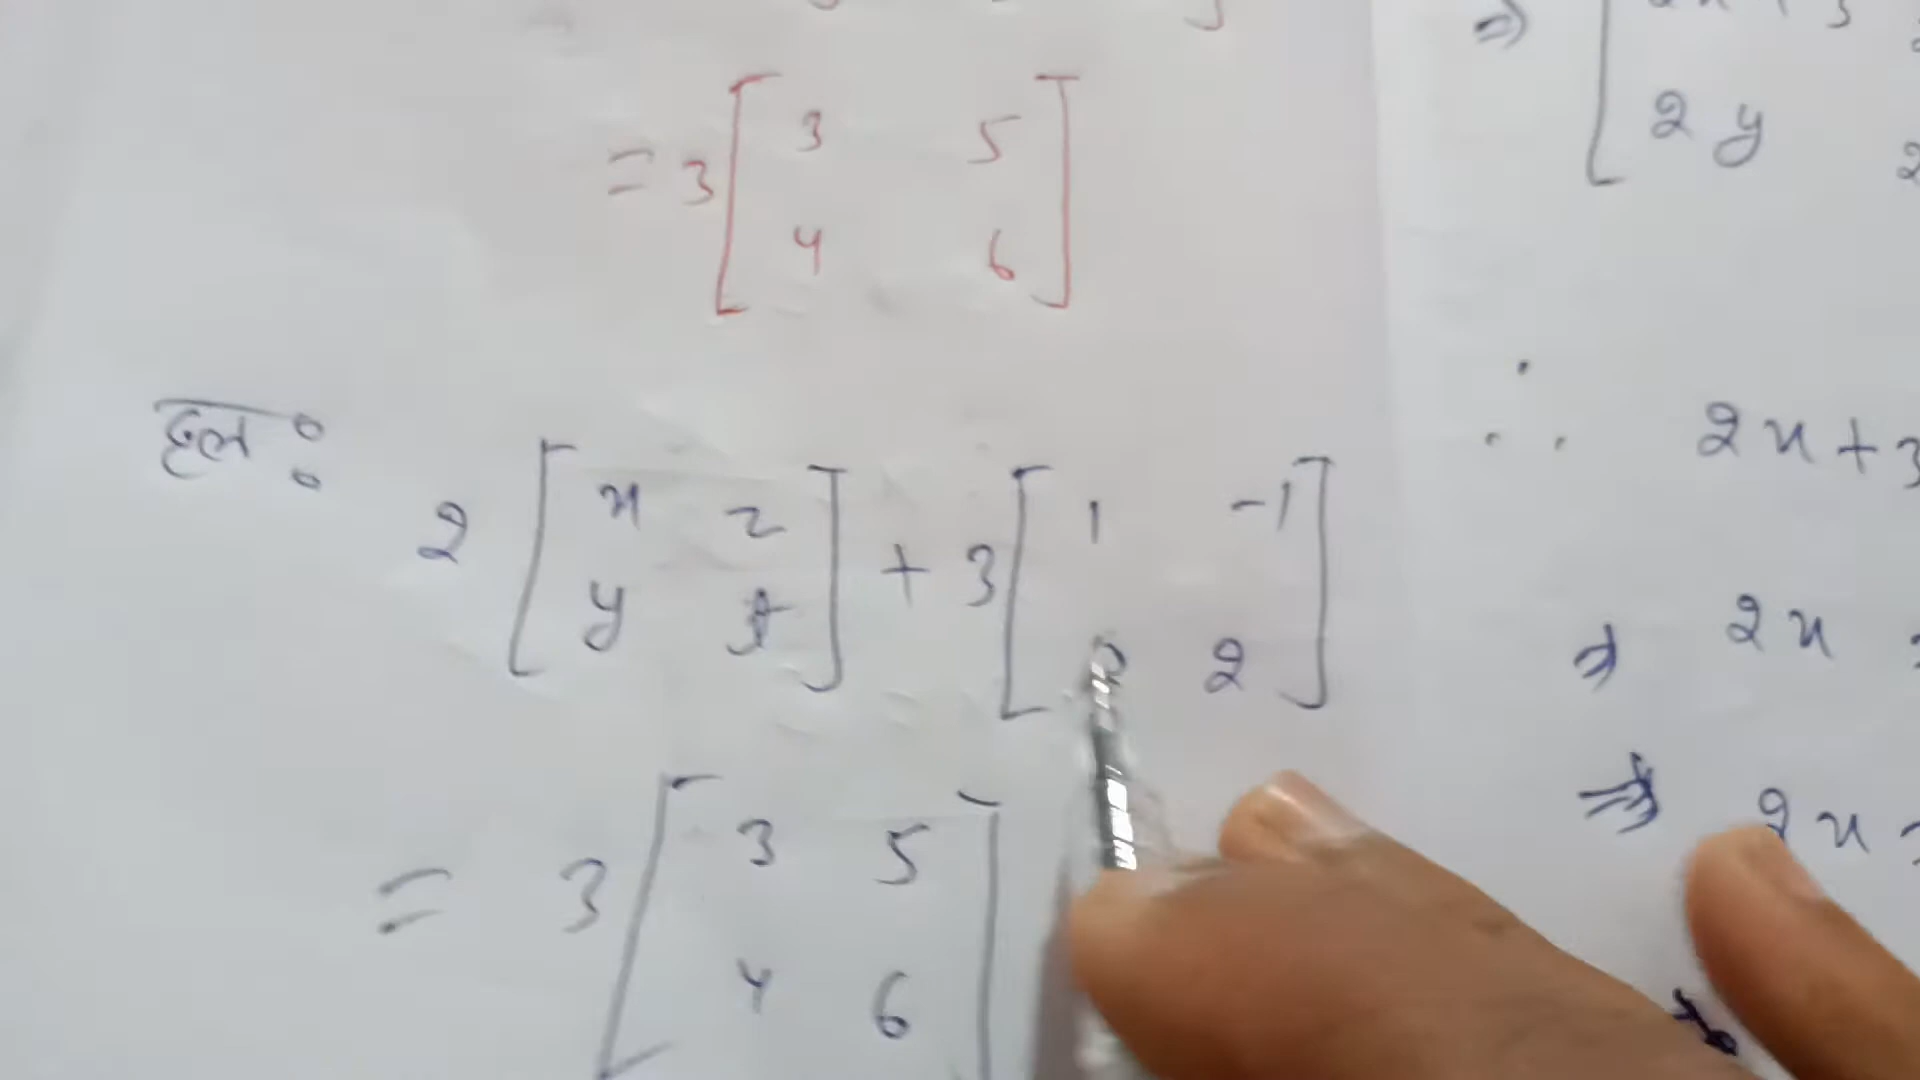 = 3 [ 3 5
4 6 ]
हल:
2 [ x z
y t ] + 3 [ 1 -1
0 2 ]
= 3 [ 3 5
4 6 ]
⇒ [
2y
∴ 2x + 3
⇒ 2x =
⇒ 2x =